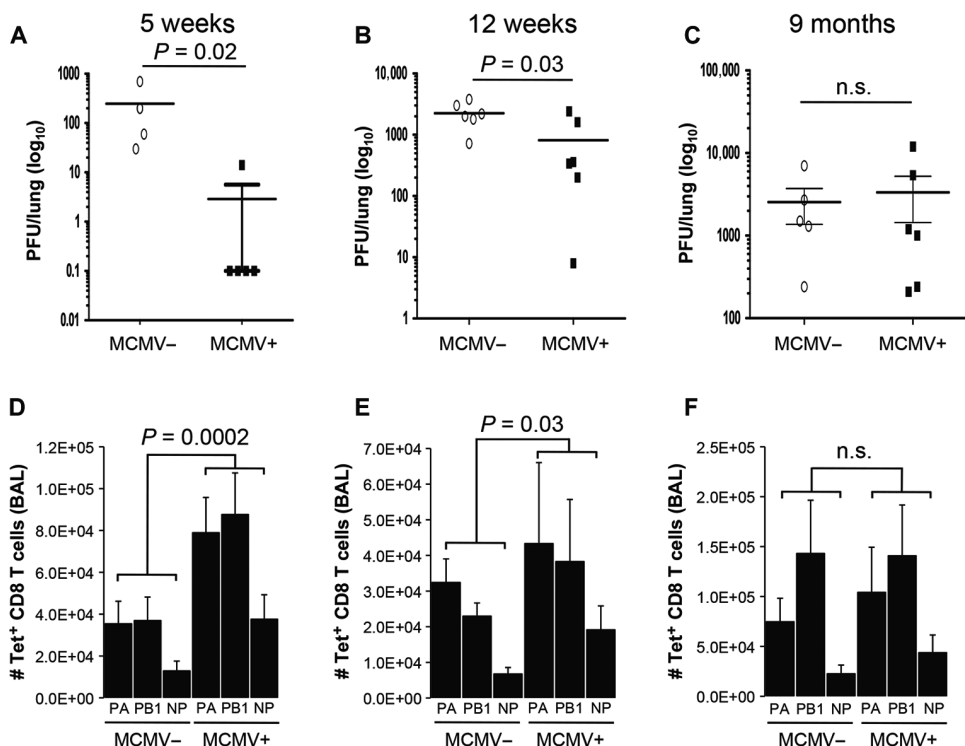 5 weeks
A
P = 0.02
1000
100
10
1
0.1
0.01
PFU/lung (log10)
MCMV– MCMV+
12 weeks
B
P = 0.03
10,000
1000
100
10
1
PFU/lung (log10)
MCMV– MCMV+
9 months
C
n.s.
100,000
10,000
1000
100
PFU/lung (log10)
MCMV– MCMV+
D
P = 0.0002
1.2E+05
1.0E+05
8.0E+04
6.0E+04
4.0E+04
2.0E+04
0.0E+00
# Tet+ CD8 T cells (BAL)
PA PB1 NP PA PB1 NP
MCMV– MCMV+
E
P = 0.03
7.0E+04
6.0E+04
5.0E+04
4.0E+04
3.0E+04
2.0E+04
1.0E+04
0.0E+00
# Tet+ CD8 T cells (BAL)
PA PB1 NP PA PB1 NP
MCMV– MCMV+
F
n.s.
2.5E+05
2.0E+05
1.5E+05
1.0E+05
5.0E+04
0.0E+00
# Tet+ CD8 T cells (BAL)
PA PB1 NP PA PB1 NP
MCMV– MCMV+